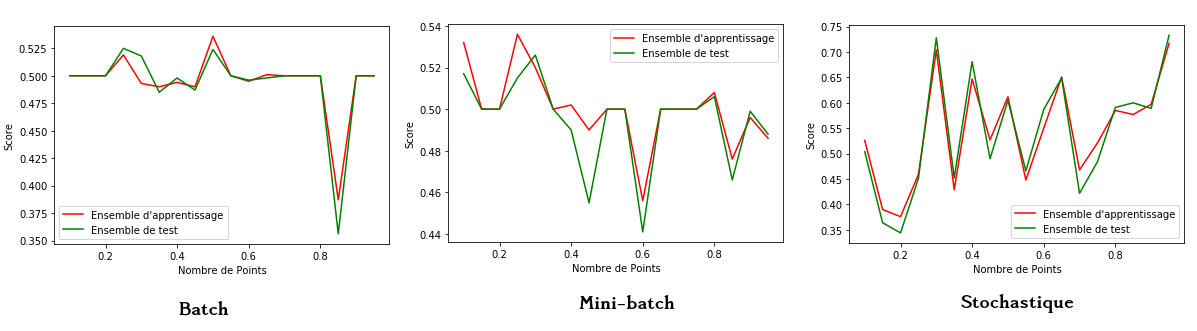 0.525
0.500
0.475
0.450
0.425
0.400
0.375
0.350
Score
Ensemble d'apprentissage
Ensemble de test
0.2 0.4 0.6 0.8
Nombre de Points
Batch
0.54
0.52
0.50
0.48
0.46
0.44
Score
Ensemble d'apprentissage
Ensemble de test
0.2 0.4 0.6 0.8
Nombre de Points
Mini-batch
0.75
0.70
0.65
0.60
0.55
0.50
0.45
0.40
0.35
Score
Ensemble d'apprentissage
Ensemble de test
0.2 0.4 0.6 0.8
Nombre de Points
Stochastique